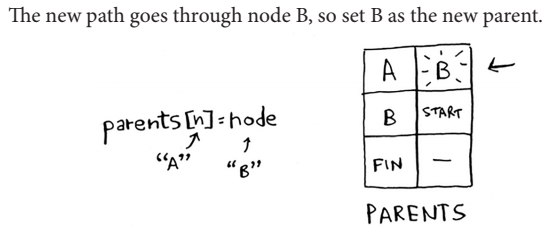 The new path goes through node B, so set B as the new parent.
A B
parents[n]=node
B START
"A" "B"
FIN —
PARENTS